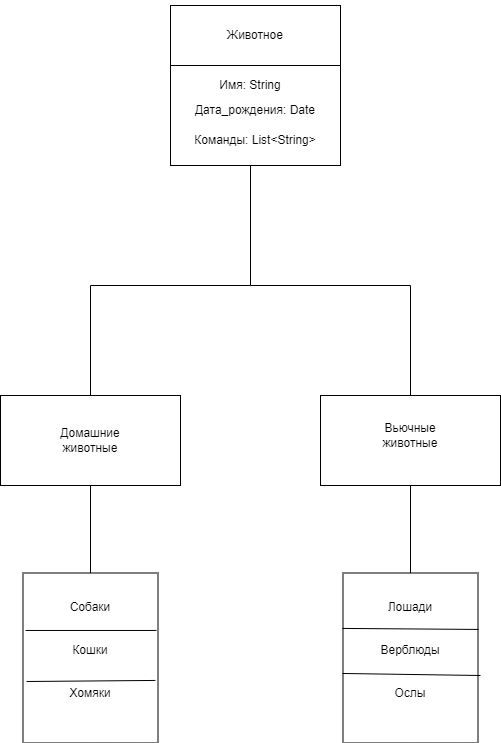 Животное
Имя: String
Дата_рождения: Date
Команды: List<String>
Домашние
животные
Вьючные
животные
Собаки
Кошки
Хомяки
Лошади
Верблюды
Ослы